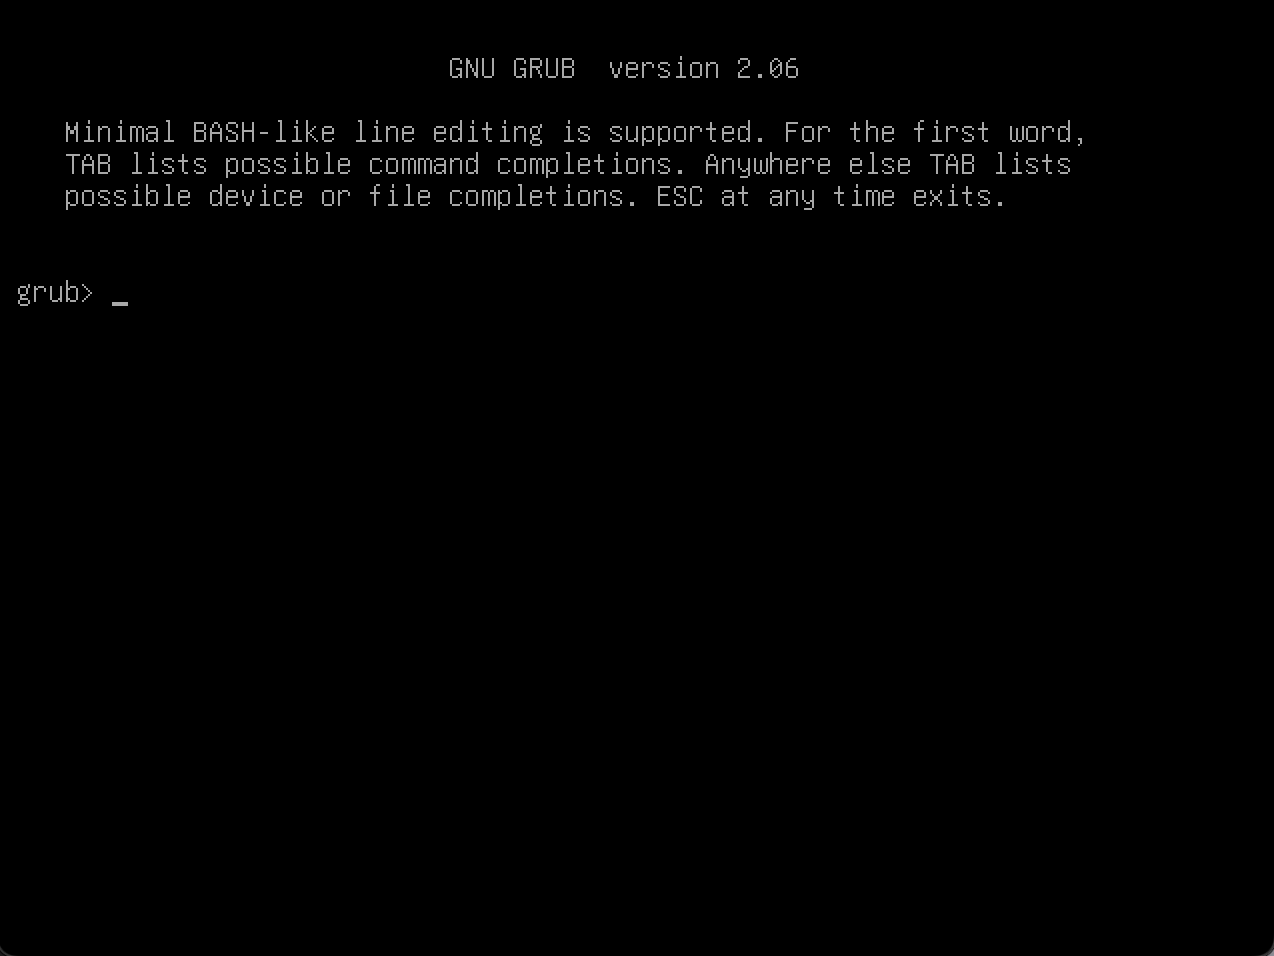 GNU GRUB  version 2.06
Minimal BASH-like line editing is supported. For the first word,
TAB lists possible command completions. Anywhere else TAB lists
possible device or file completions. ESC at any time exits.
grub> _